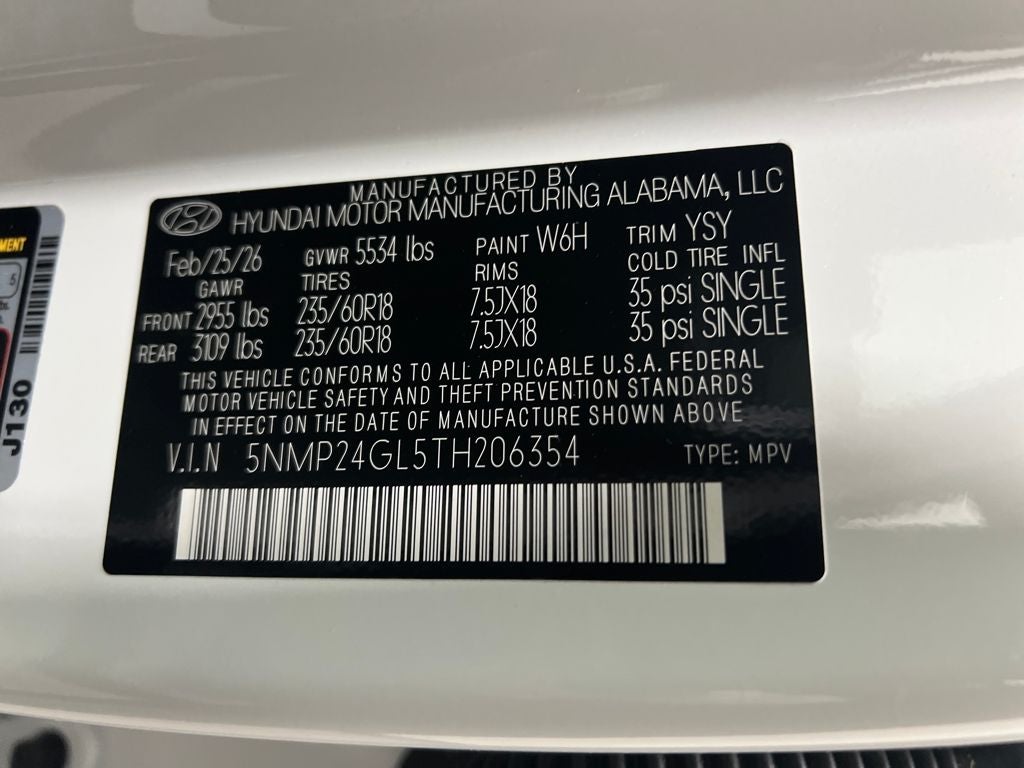 MANUFACTURED BY
HYUNDAI MOTOR MANUFACTURING ALABAMA, LLC
Feb/25/26 GVWR 5534 lbs PAINT W6H TRIM YSY
GAWR TIRES RIMS COLD TIRE INFL
FRONT 2955 lbs 235/60R18 7.5JX18 35 psi SINGLE
REAR 3109 lbs 235/60R18 7.5JX18 35 psi SINGLE
THIS VEHICLE CONFORMS TO ALL APPLICABLE U.S.A. FEDERAL
MOTOR VEHICLE SAFETY AND THEFT PREVENTION STANDARDS
IN EFFECT ON THE DATE OF MANUFACTURE SHOWN ABOVE
V.I.N 5NMP24GL5TH206354 TYPE: MPV
J130